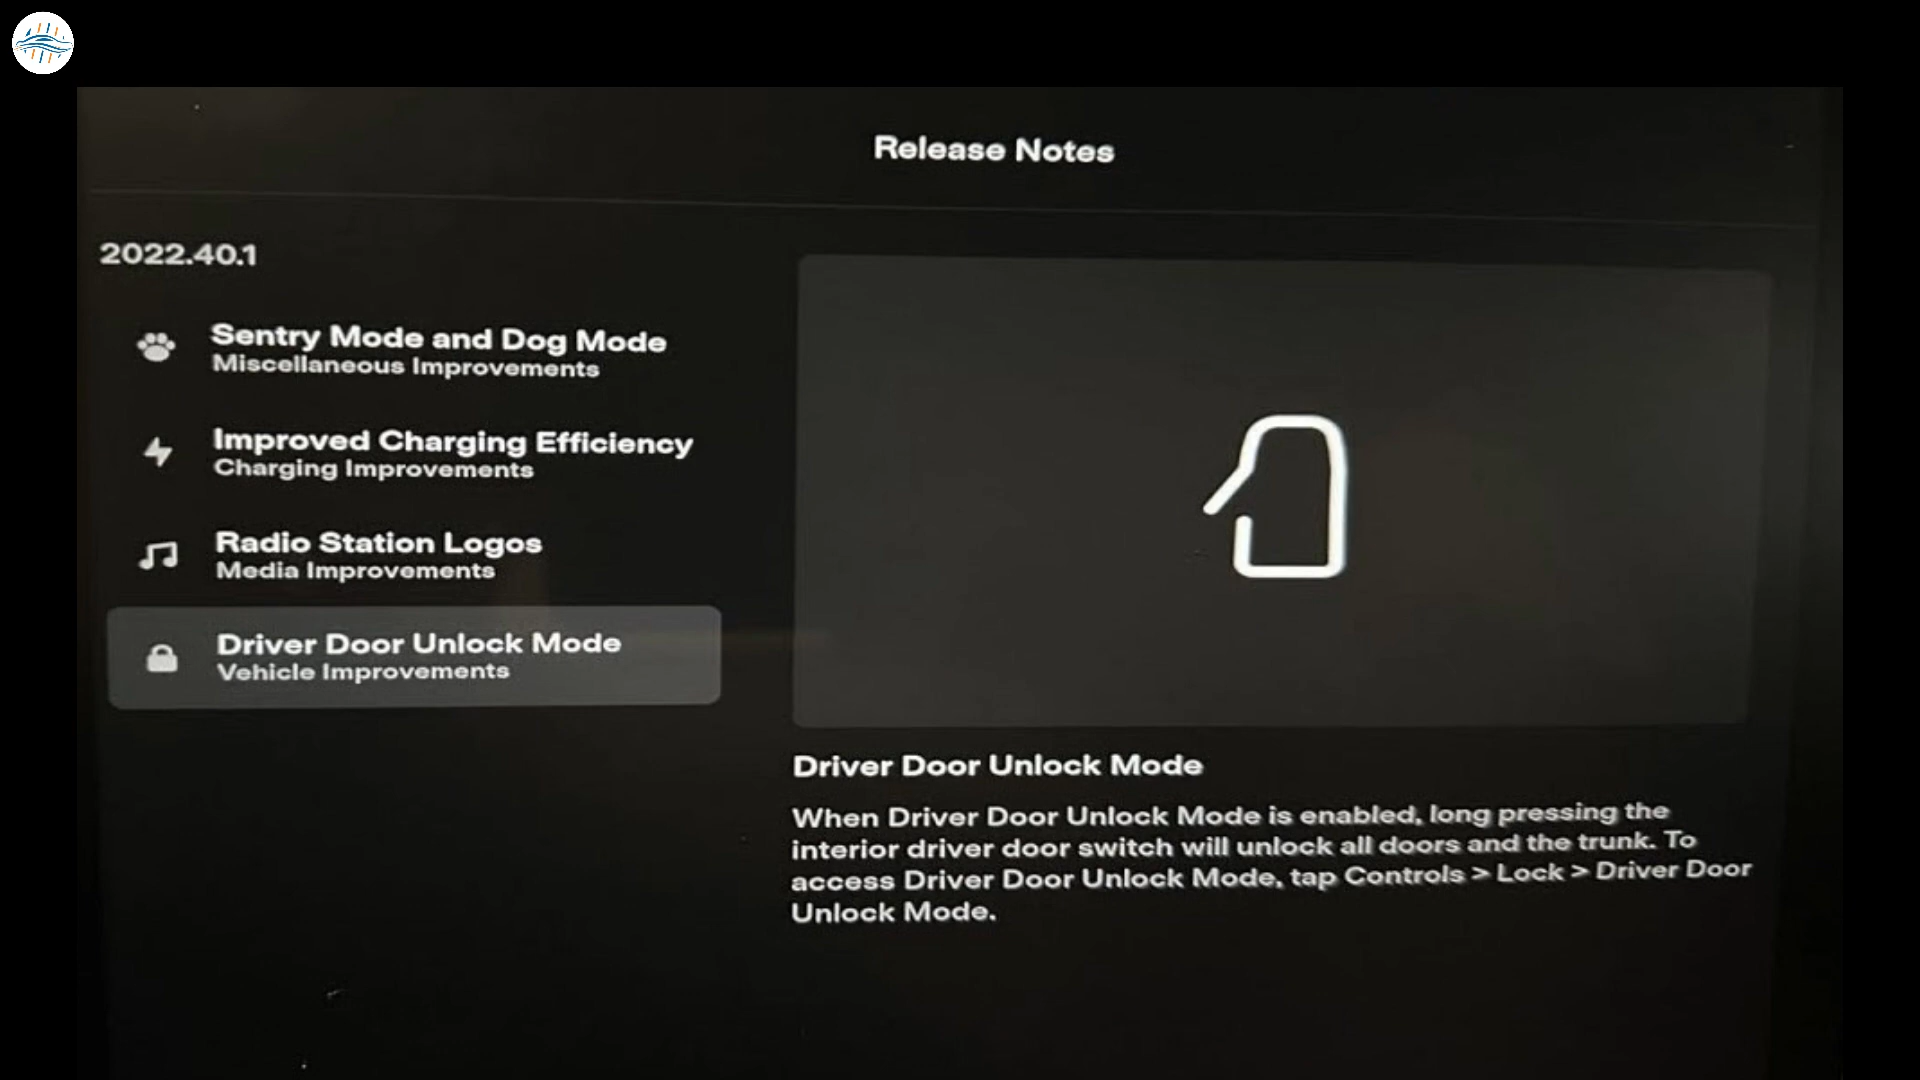 Release Notes
2022.40.1
Sentry Mode and Dog Mode
Miscellaneous Improvements
Improved Charging Efficiency
Charging Improvements
Radio Station Logos
Media Improvements
Driver Door Unlock Mode
Vehicle Improvements
Driver Door Unlock Mode
When Driver Door Unlock Mode is enabled, long pressing the
interior driver door switch will unlock all doors and the trunk. To
access Driver Door Unlock Mode, tap Controls > Lock > Driver Door
Unlock Mode.